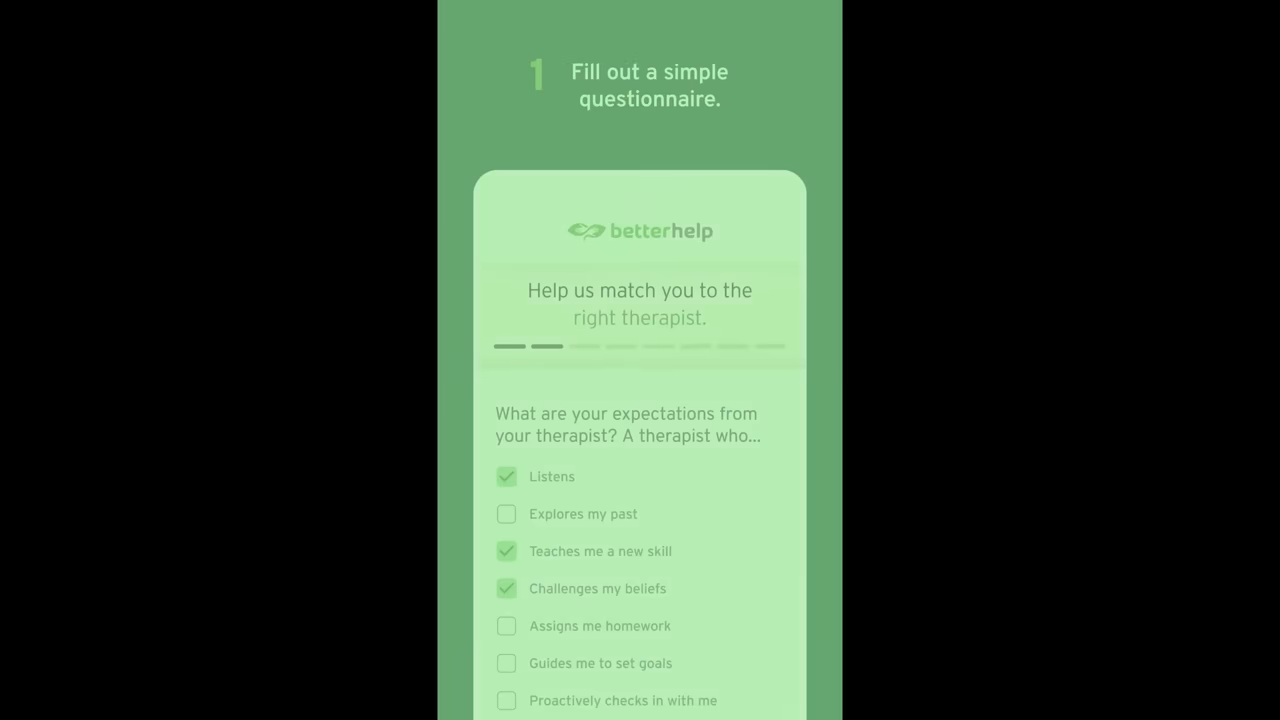 1 Fill out a simple
questionnaire.
betterhelp
Help us match you to the
right therapist.
What are your expectations from
your therapist? A therapist who...
Listens
Explores my past
Teaches me a new skill
Challenges my beliefs
Assigns me homework
Guides me to set goals
Proactively checks in with me